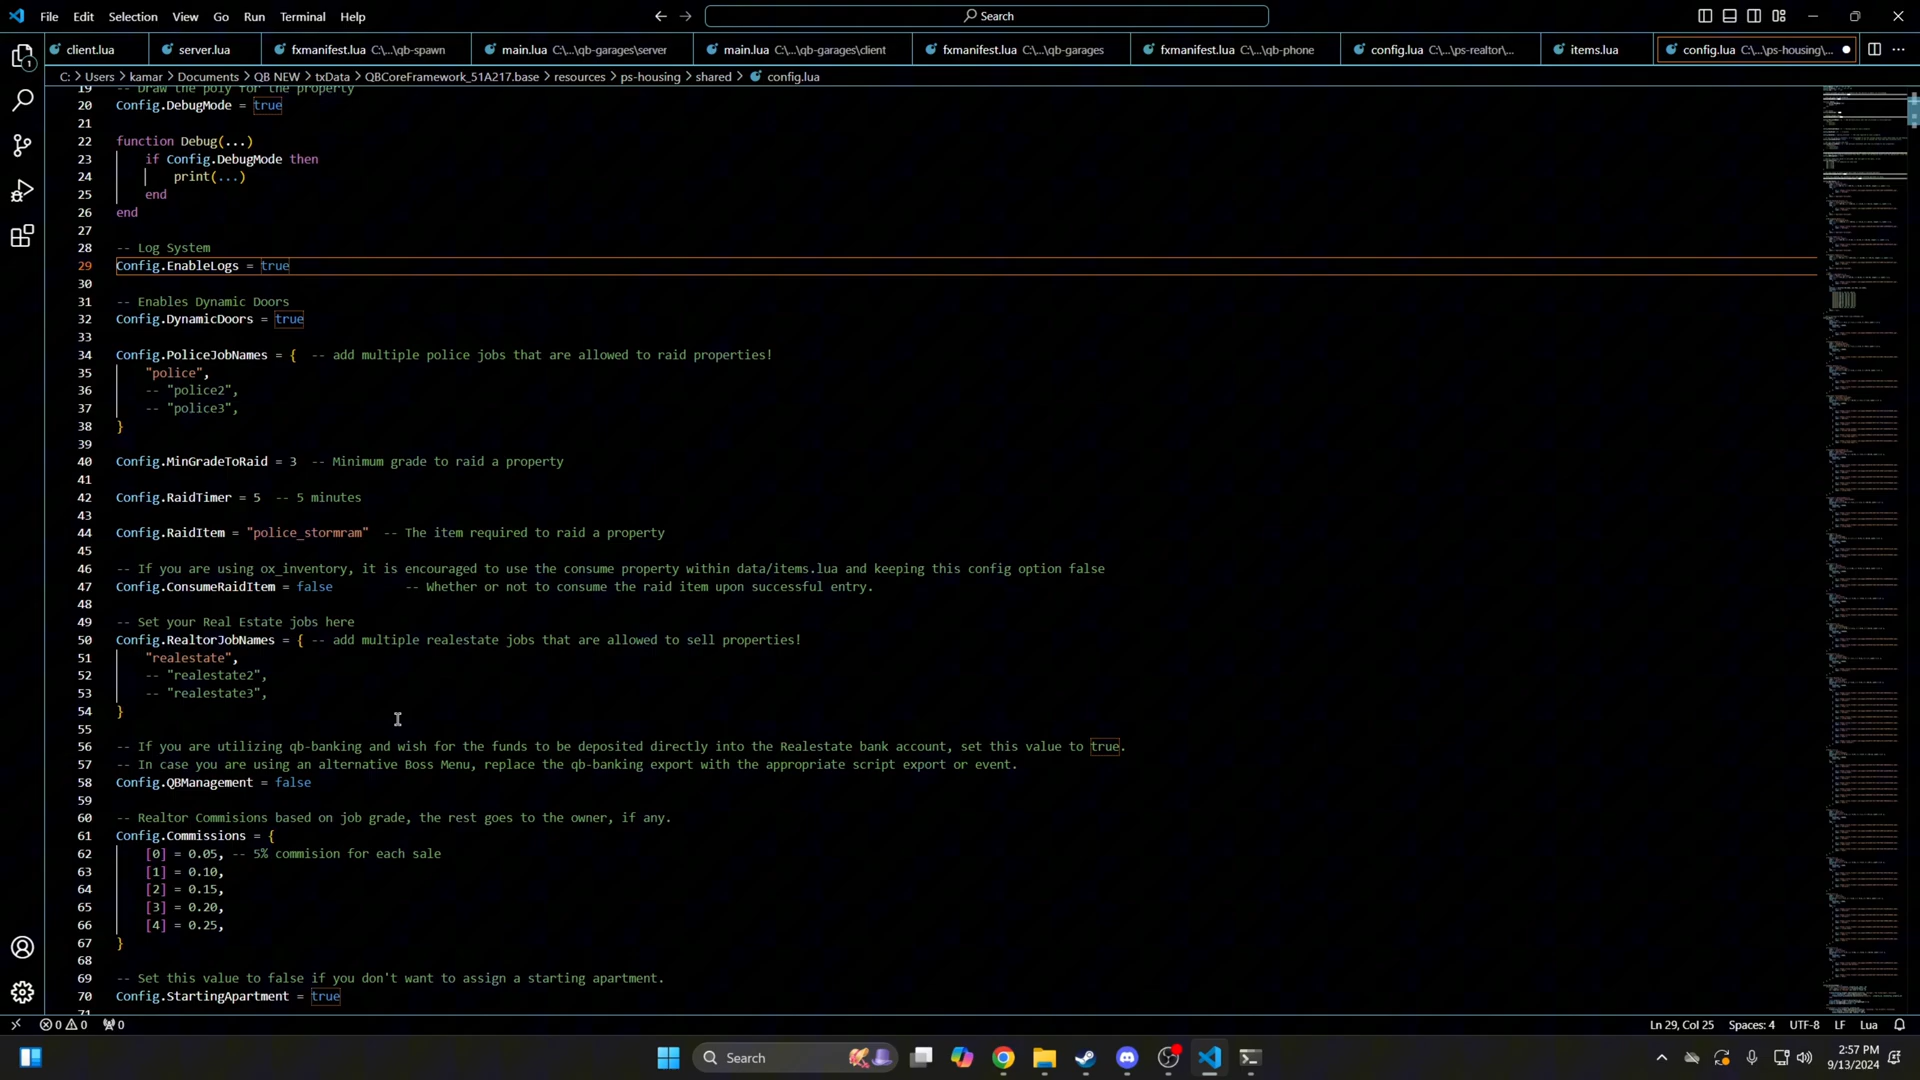 File Edit Selection View Go Run Terminal Help
Search
client.lua server.lua fxmanifest.lua C:\...\qb-spawn main.lua C:\...\qb-garages\server main.lua C:\...\qb-garages\client fxmanifest.lua C:\...\qb-garages fxmanifest.lua C:\...\qb-phone config.lua C:\...\ps-realtor\... items.lua config.lua C:\...\ps-housing\...
C: > Users > kamar > Documents > QB NEW > txData > QBCoreFramework_51A217.base > resources > ps-housing > shared > config.lua
19 -- Draw the poly for the property
20 Config.DebugMode = true
21
22 function Debug(...)
23 if Config.DebugMode then
24 print(...)
25 end
26 end
27
28 -- Log System
29 Config.EnableLogs = true
30
31 -- Enables Dynamic Doors
32 Config.DynamicDoors = true
33
34 Config.PoliceJobNames = { -- add multiple police jobs that are allowed to raid properties!
35 "police",
36 -- "police2",
37 -- "police3",
38 }
39
40 Config.MinGradeToRaid = 3 -- Minimum grade to raid a property
41
42 Config.RaidTimer = 5 -- 5 minutes
43
44 Config.RaidItem = "police_stormram" -- The item required to raid a property
45
46 -- If you are using ox_inventory, it is encouraged to use the consume property within data/items.lua and keeping this config option false
47 Config.ConsumeRaidItem = false -- Whether or not to consume the raid item upon successful entry.
48
49 -- Set your Real Estate jobs here
50 Config.RealtorJobNames = { -- add multiple realestate jobs that are allowed to sell properties!
51 "realestate",
52 -- "realestate2",
53 -- "realestate3",
54 }
55
56 -- If you are utilizing qb-banking and wish for the funds to be deposited directly into the Realestate bank account, set this value to true.
57 -- In case you are using an alternative Boss Menu, replace the qb-banking export with the appropriate script export or event.
58 Config.QBManagement = false
59
60 -- Realtor Commisions based on job grade, the rest goes to the owner, if any.
61 Config.Commissions = {
62 [0] = 0.05, -- 5% commision for each sale
63 [1] = 0.10,
64 [2] = 0.15,
65 [3] = 0.20,
66 [4] = 0.25,
67 }
68
69 -- Set this value to false if you don't want to assign a starting apartment.
70 Config.StartingApartment = true
71
0 0 0 Ln 29, Col 25 Spaces: 4 UTF-8 LF Lua
Search
2:57 PM
9/13/2024